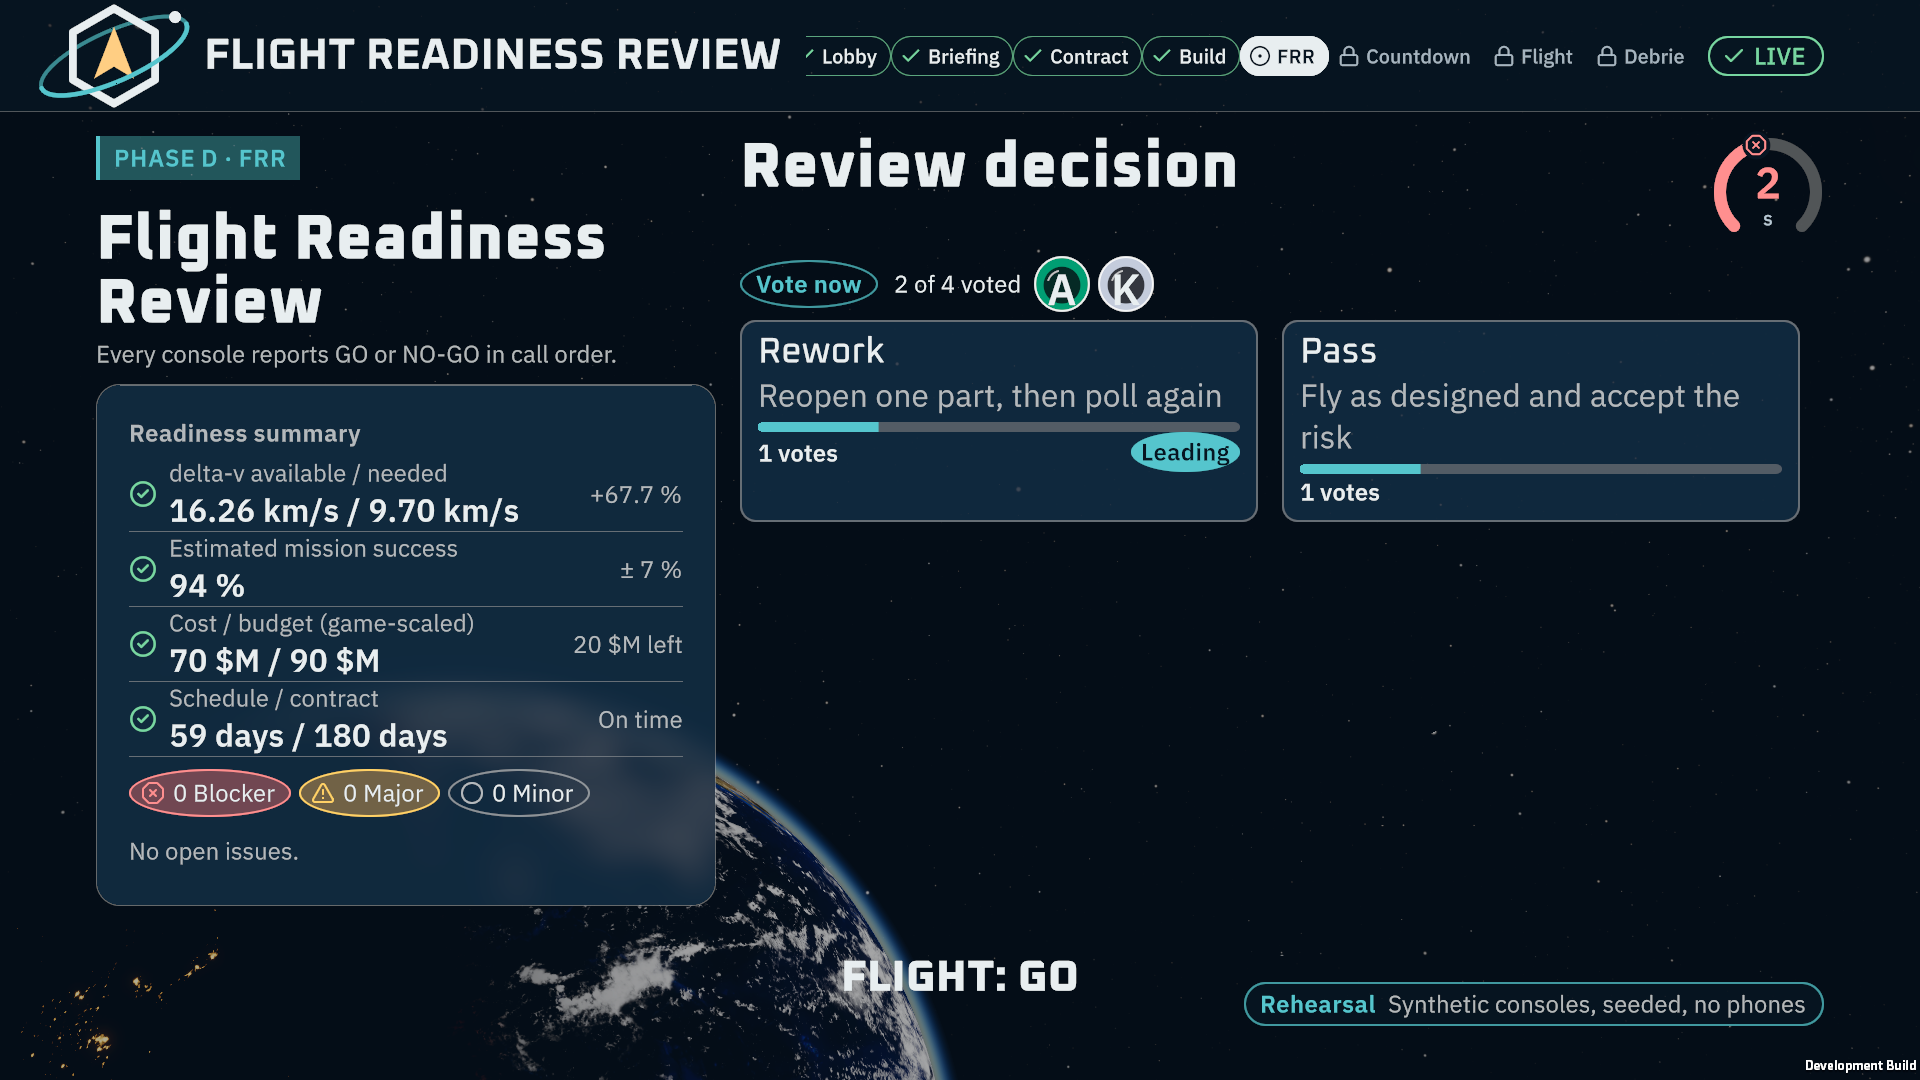 FLIGHT READINESS REVIEW
Lobby
Briefing
Contract
Build
FRR
Countdown
Flight
Debrie
LIVE
PHASE D · FRR
Flight Readiness
Review
Every console reports GO or NO-GO in call order.
Readiness summary
delta-v available / needed
16.26 km/s / 9.70 km/s
+67.7 %
Estimated mission success
94 %
± 7 %
Cost / budget (game-scaled)
70 $M / 90 $M
20 $M left
Schedule / contract
59 days / 180 days
On time
0 Blocker
0 Major
0 Minor
No open issues.
Review decision
2
s
Vote now
2 of 4 voted
A
K
Rework
Reopen one part, then poll again
1 votes
Leading
Pass
Fly as designed and accept the
risk
1 votes
FLIGHT: GO
Rehearsal Synthetic consoles, seeded, no phones
Development Build